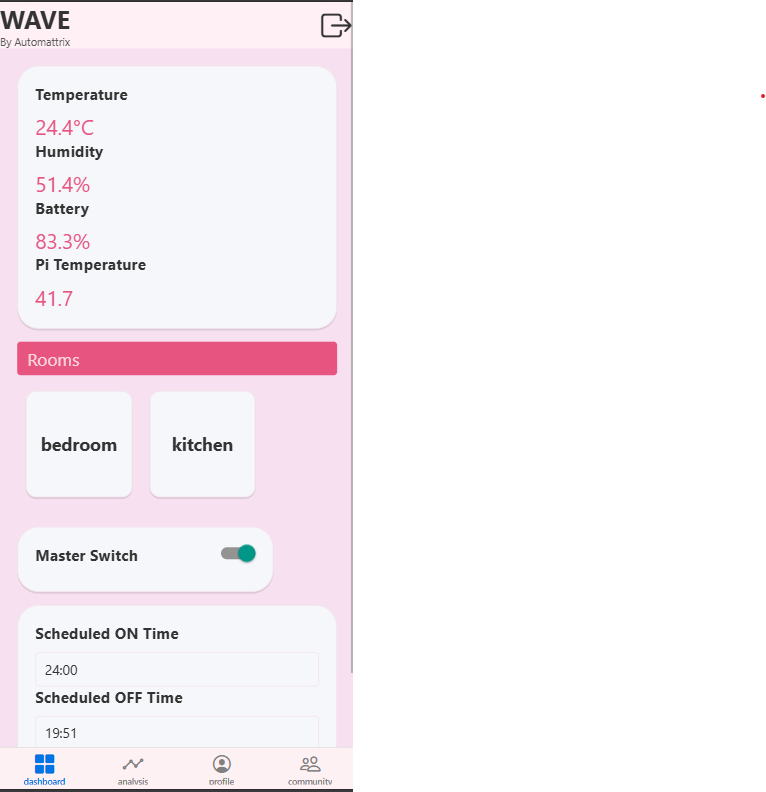 WAVE
By Automattrix
Temperature
24.4°C
Humidity
51.4%
Battery
83.3%
Pi Temperature
41.7
Rooms
bedroom kitchen
Master Switch
Scheduled ON Time
24:00
Scheduled OFF Time
19:51
dashboard analysis profile community